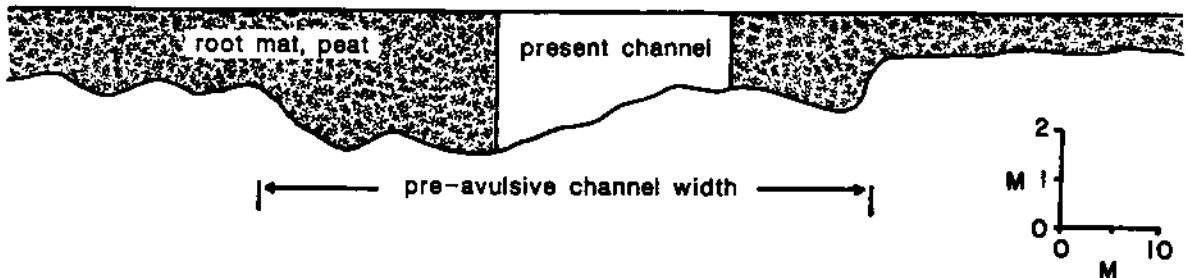 root mat, peat
present channel
pre-avulsive channel width
2
M 1
0
0 10
M